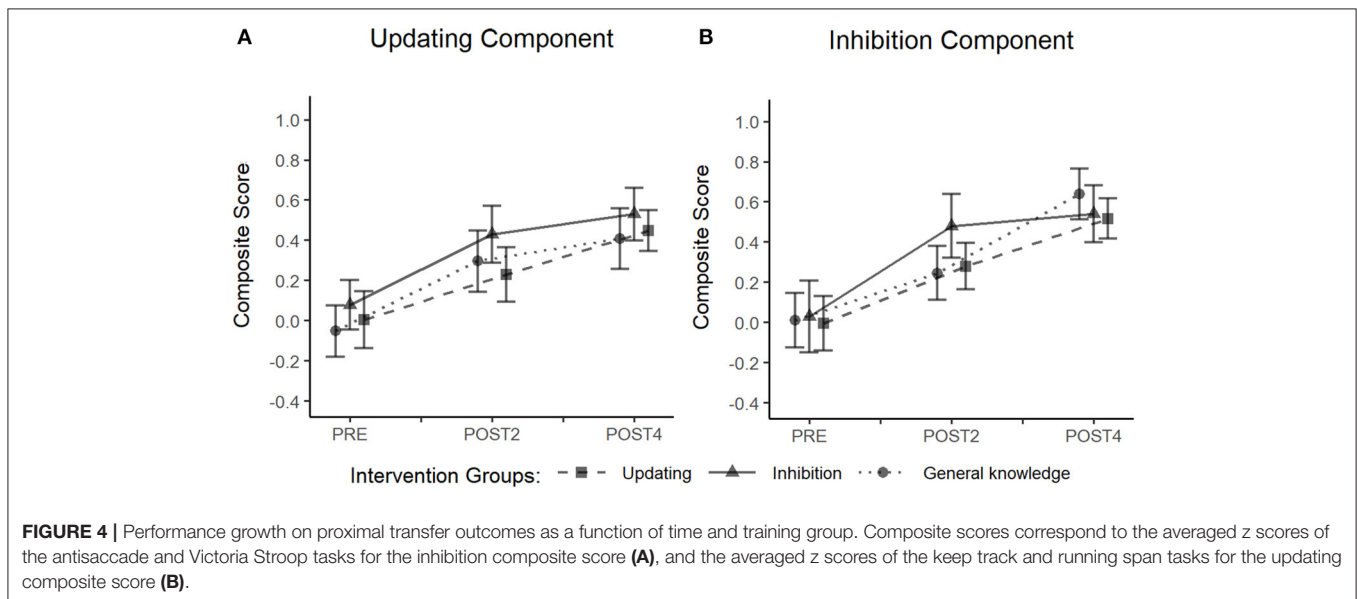 A Updating Component
B Inhibition Component
Composite Score
1.0
0.8
0.6
0.4
0.2
0.0
-0.2
-0.4
PRE POST2 POST4
Composite Score
1.0
0.8
0.6
0.4
0.2
0.0
-0.2
-0.4
PRE POST2 POST4
Intervention Groups: Updating Inhibition General knowledge
FIGURE 4 | Performance growth on proximal transfer outcomes as a function of time and training group. Composite scores correspond to the averaged z scores of
the antisaccade and Victoria Stroop tasks for the inhibition composite score (A), and the averaged z scores of the keep track and running span tasks for the updating
composite score (B).